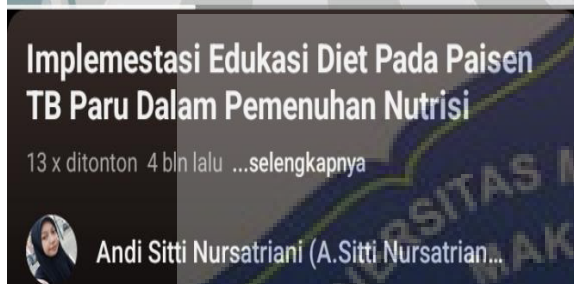 Implemestasi Edukasi Diet Pada Paisen
TB Paru Dalam Pemenuhan Nutrisi
13 x ditonton 4 bln lalu ...selengkapnya
Andi Sitti Nursatriani (A.Sitti Nursatrian...